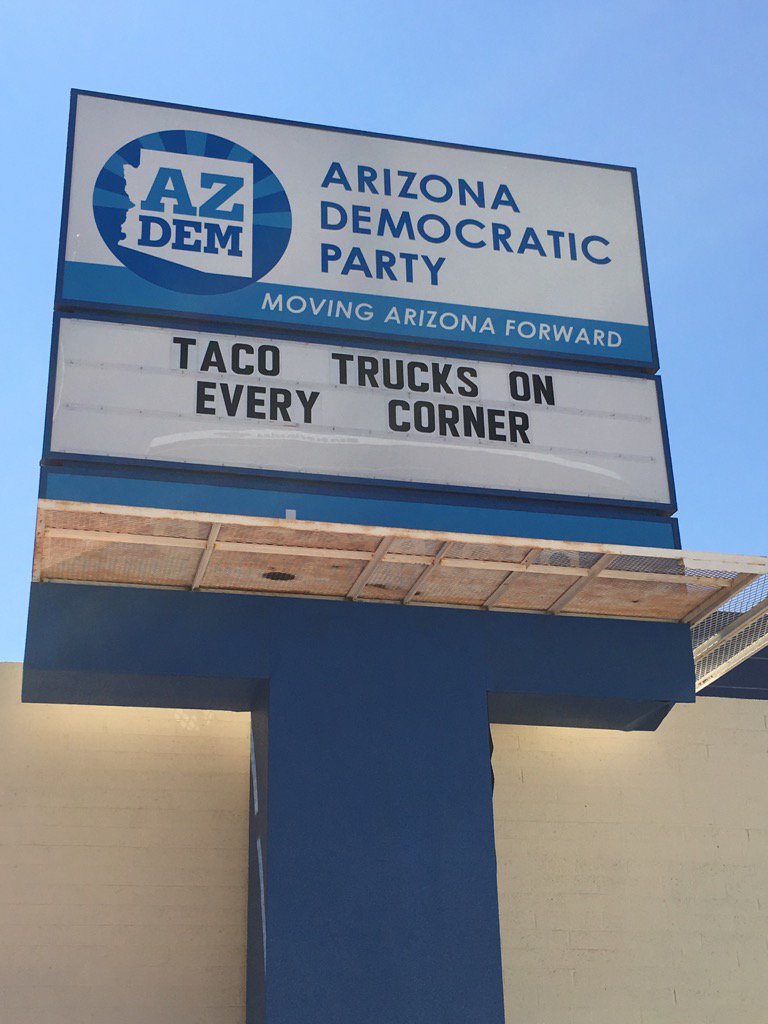 AZ
DEM
ARIZONA
DEMOCRATIC
PARTY
MOVING ARIZONA FORWARD
TACO TRUCKS ON
EVERY CORNER